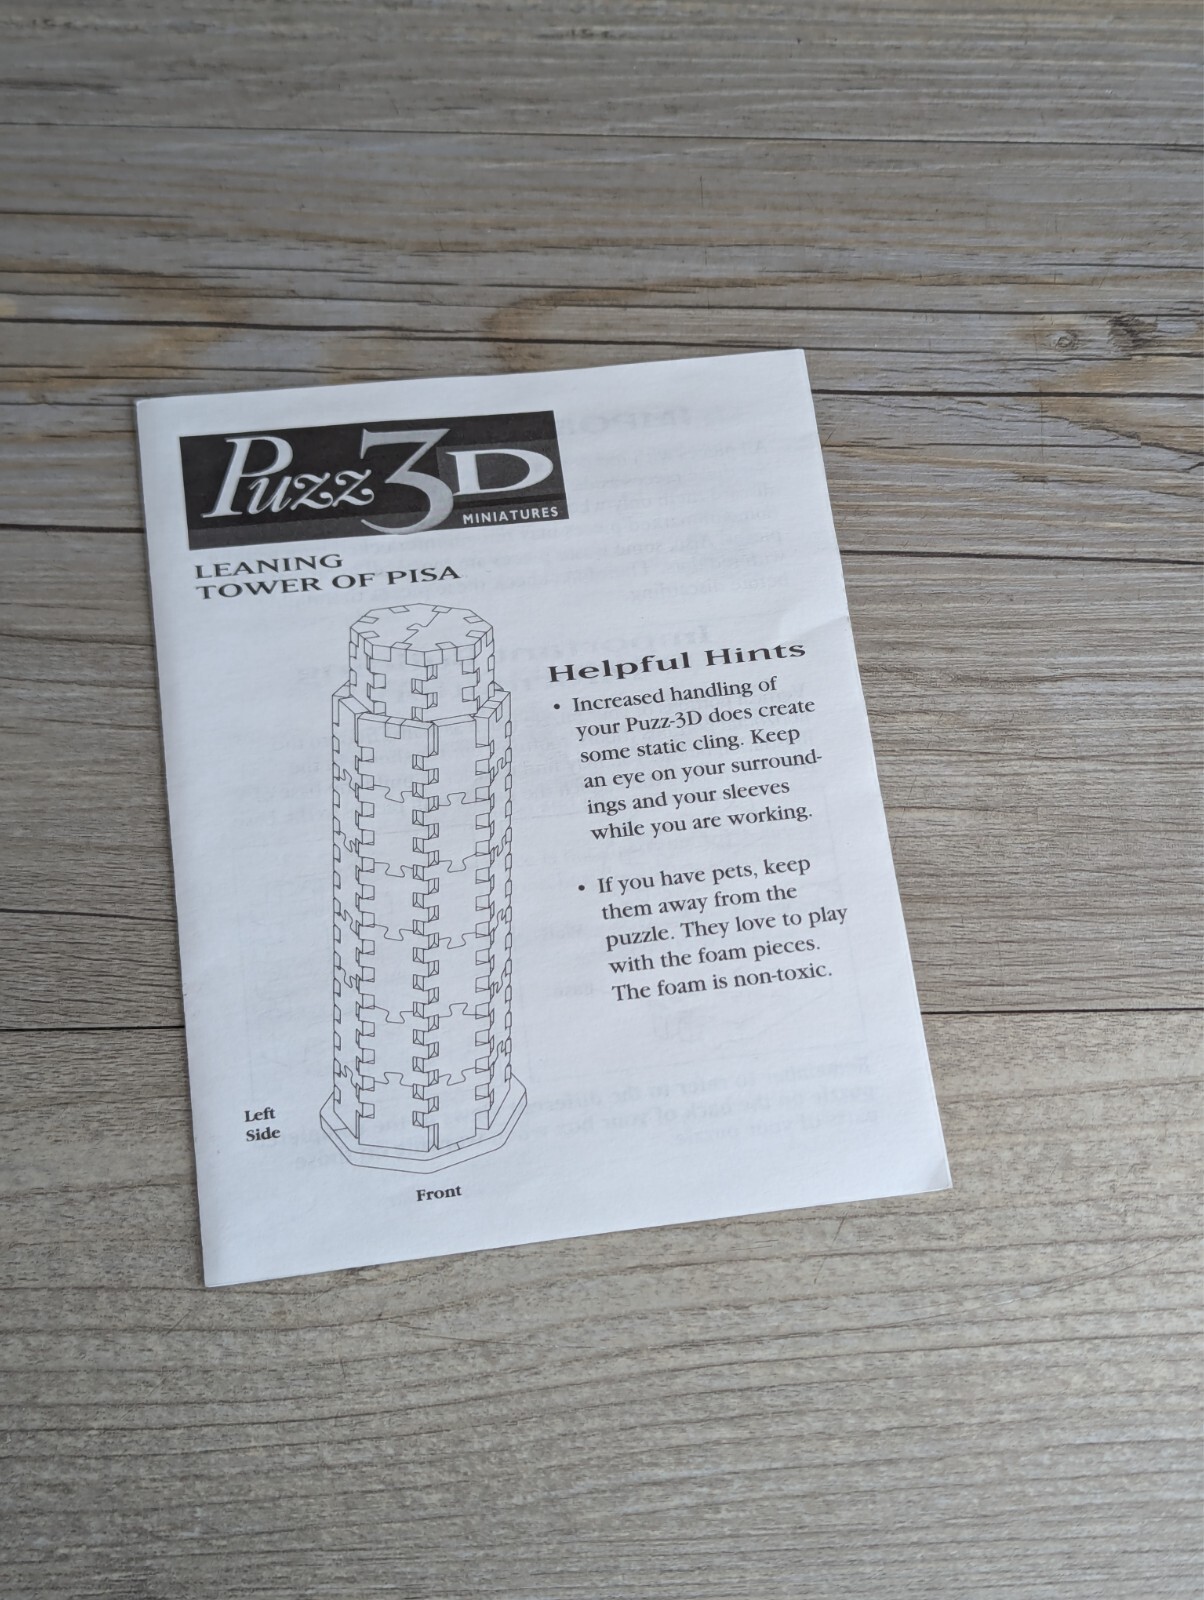 Puzz 3D
MINIATURES
LEANING
TOWER OF PISA
Helpful Hints
• Increased handling of
your Puzz-3D does create
some static cling. Keep
an eye on your surround-
ings and your sleeves
while you are working.
• If you have pets, keep
them away from the
puzzle. They love to play
with the foam pieces.
The foam is non-toxic.
Left
Side
Front